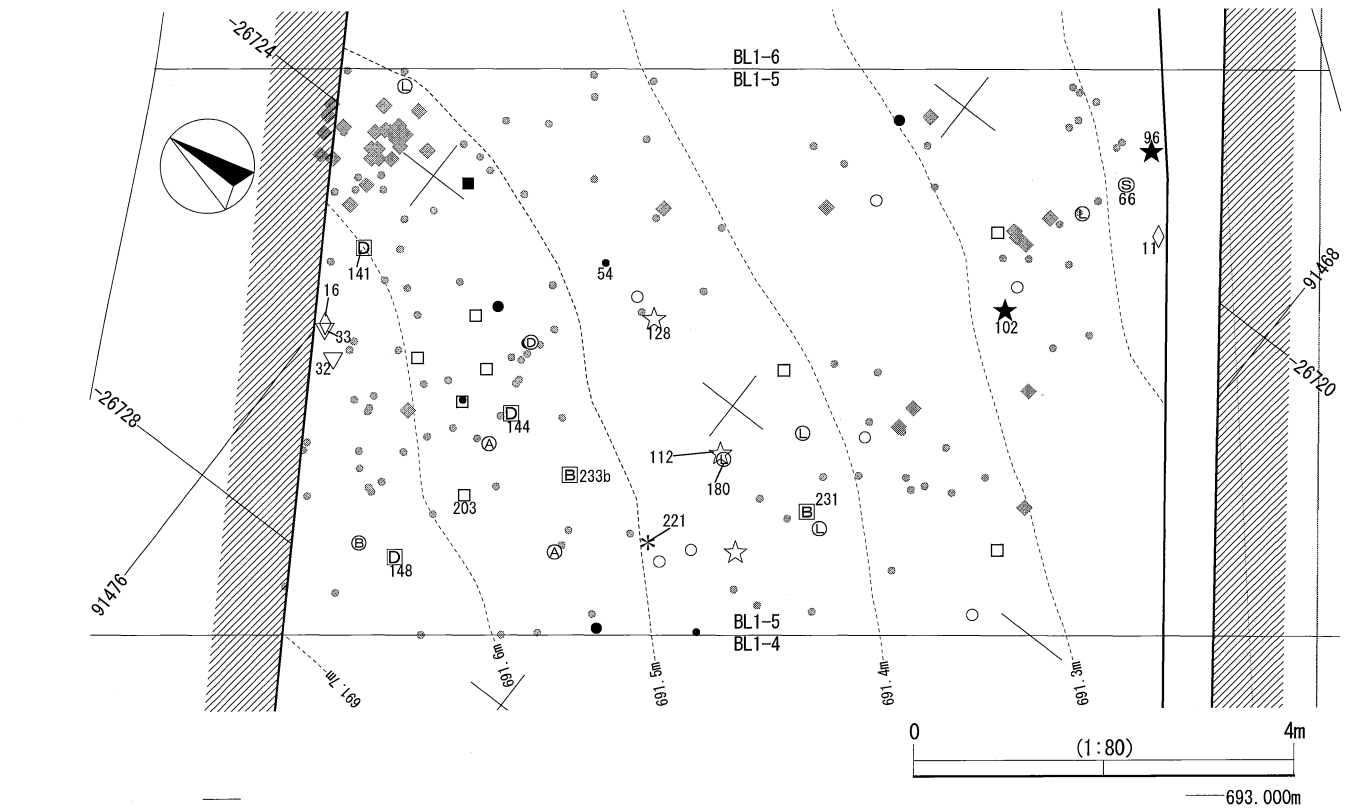 -26724
BL1-6
BL1-5
L
96
S
66
L
11
91468
D
141
16
33
32
54
128
102
-26720
D
D
144
A
-26728
112
L
180
L
B 233b
203
231
B
L
221
B
D
148
A
91476
BL1-5
BL1-4
691.7m
691.6m
691.5m
691.4m
691.3m
0 4m
(1:80)
693.000m